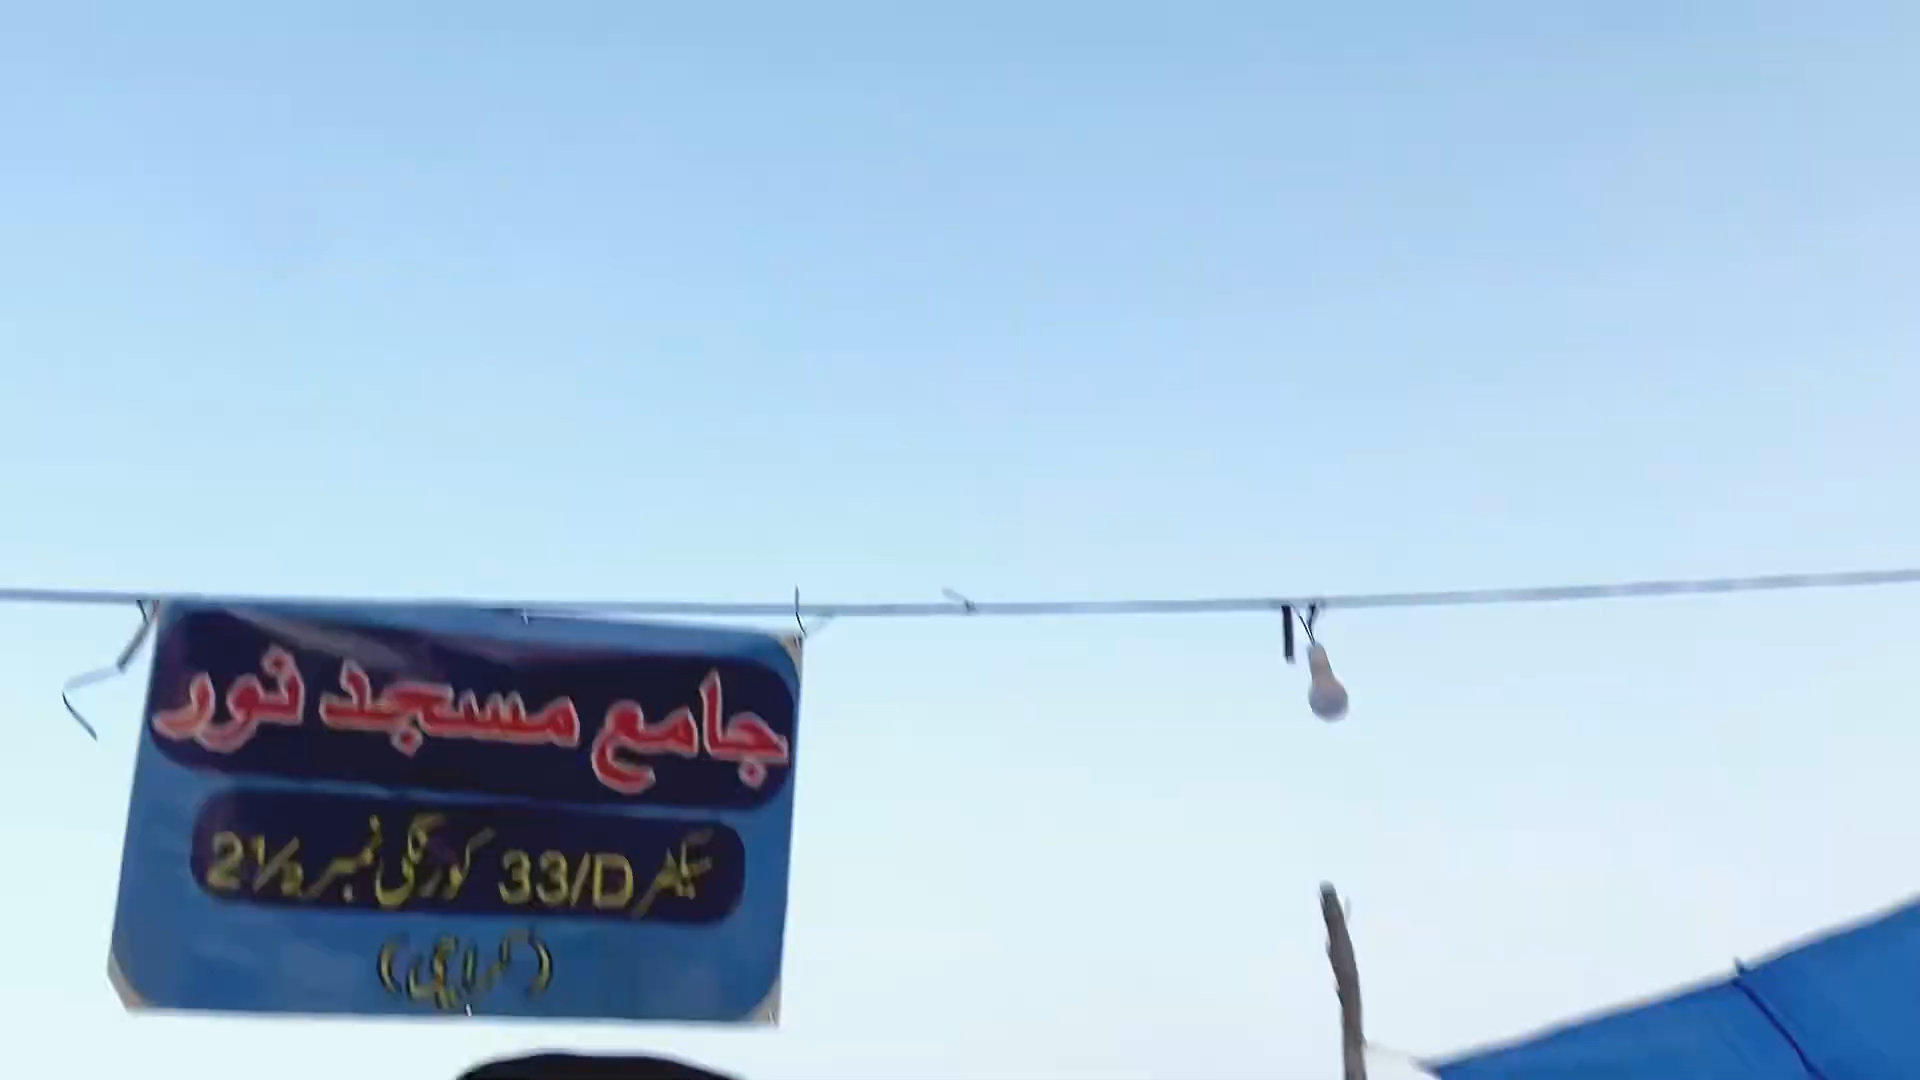 جامع مسجد نور
سیکٹر 33/D کورنگی نمبر 2½
(کراچی)